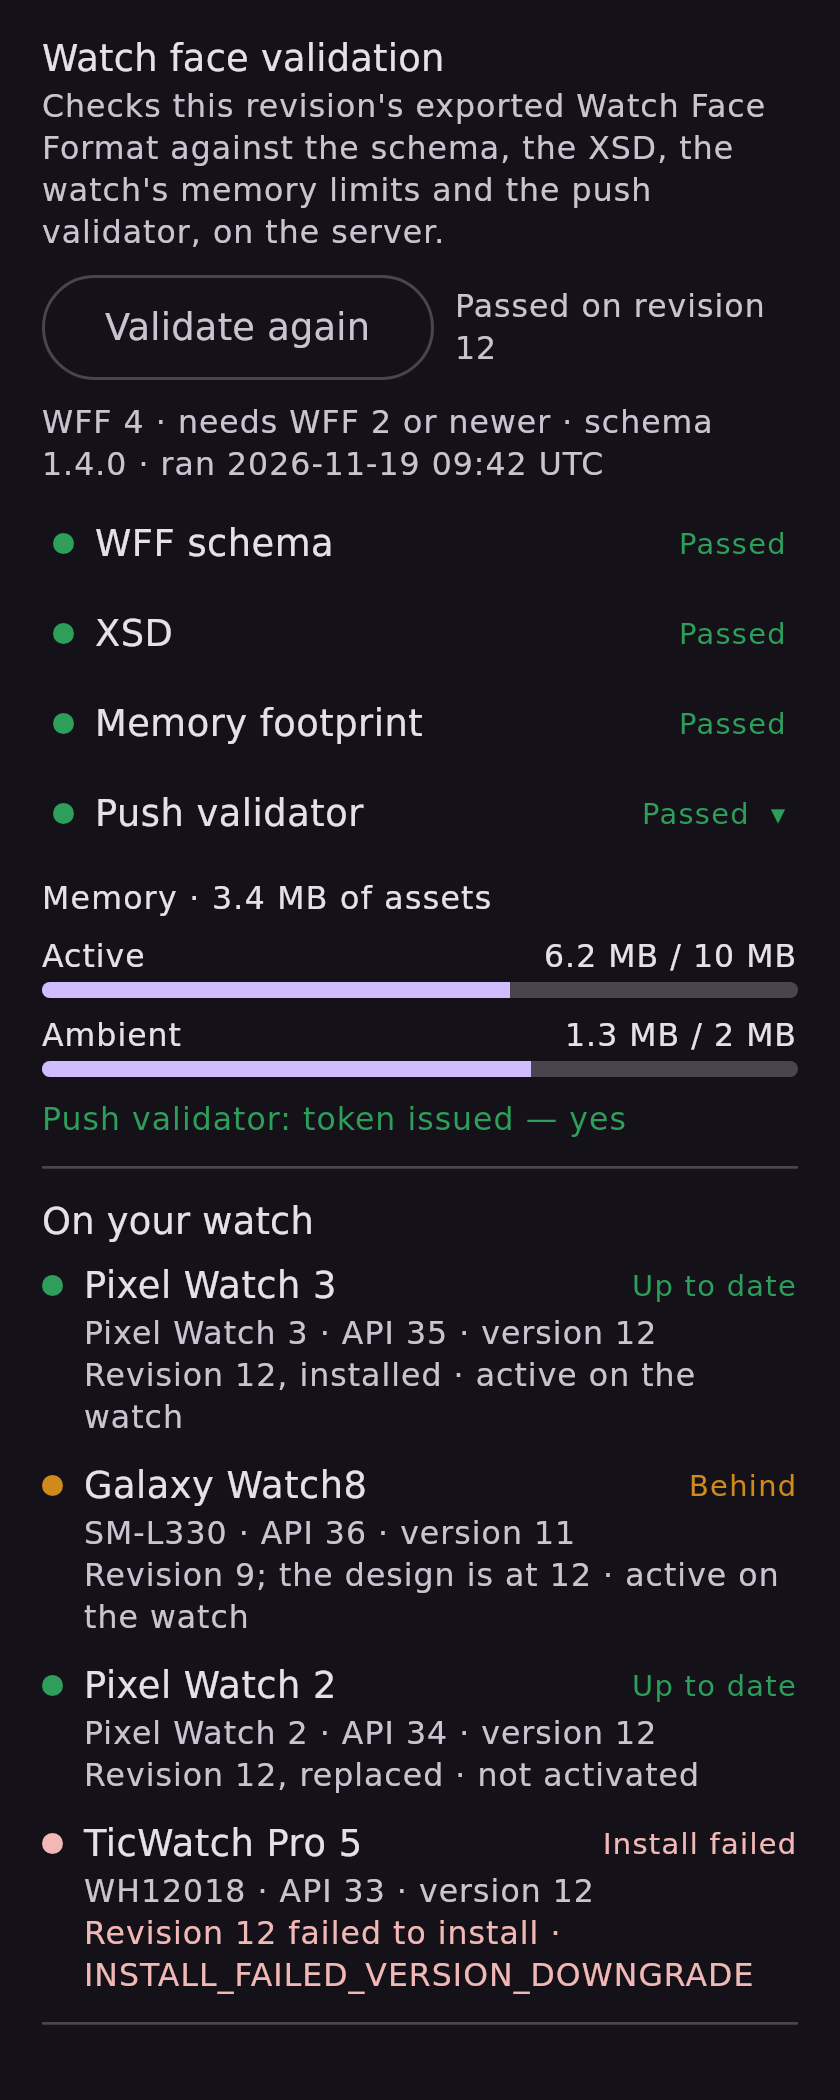 Watch face validation
Checks this revision's exported Watch Face
Format against the schema, the XSD, the
watch's memory limits and the push
validator, on the server.
Validate again
Passed on revision
12
WFF 4 · needs WFF 2 or newer · schema
1.4.0 · ran 2026-11-19 09:42 UTC
WFF schema Passed
XSD Passed
Memory footprint Passed
Push validator Passed ▼
Memory · 3.4 MB of assets
Active 6.2 MB / 10 MB
Ambient 1.3 MB / 2 MB
Push validator: token issued — yes
On your watch
Pixel Watch 3 Up to date
Pixel Watch 3 · API 35 · version 12
Revision 12, installed · active on the
watch
Galaxy Watch8 Behind
SM-L330 · API 36 · version 11
Revision 9; the design is at 12 · active on
the watch
Pixel Watch 2 Up to date
Pixel Watch 2 · API 34 · version 12
Revision 12, replaced · not activated
TicWatch Pro 5 Install failed
WH12018 · API 33 · version 12
Revision 12 failed to install ·
INSTALL_FAILED_VERSION_DOWNGRADE